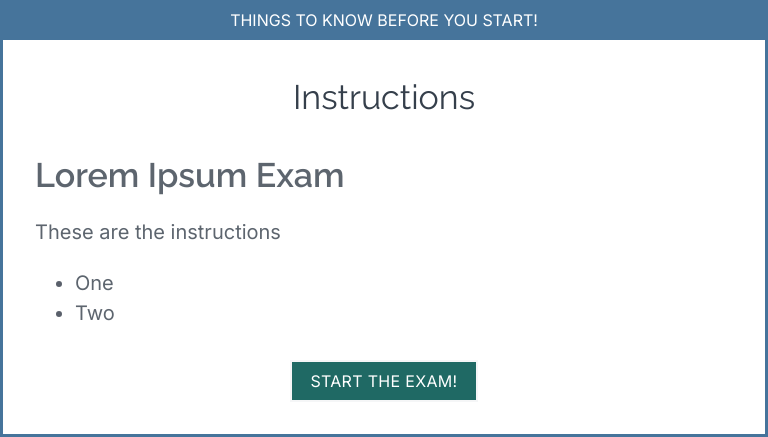 THINGS TO KNOW BEFORE YOU START!
Instructions
Lorem Ipsum Exam
These are the instructions
• One
• Two
START THE EXAM!